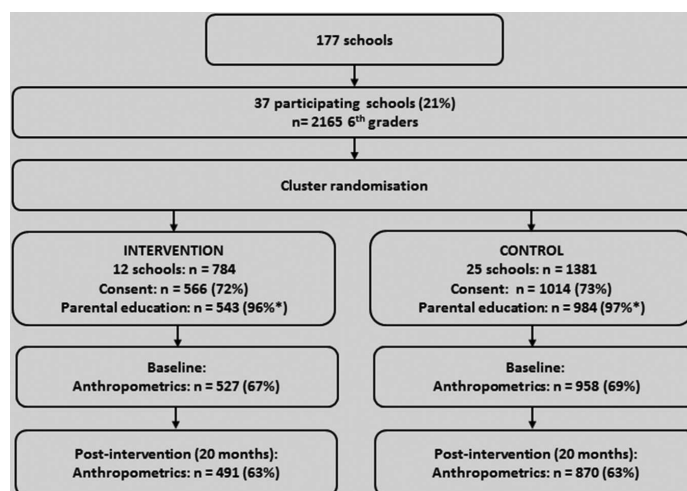 177 schools
37 participating schools (21%)
n= 2165 6th graders
Cluster randomisation
INTERVENTION
12 schools: n = 784
Consent: n = 566 (72%)
Parental education: n = 543 (96%*)
CONTROL
25 schools: n = 1381
Consent: n = 1014 (73%)
Parental education: n = 984 (97%*)
Baseline:
Anthropometrics: n = 527 (67%)
Baseline:
Anthropometrics: n = 958 (69%)
Post-intervention (20 months):
Anthropometrics: n = 491 (63%)
Post-intervention (20 months):
Anthropometrics: n = 870 (63%)